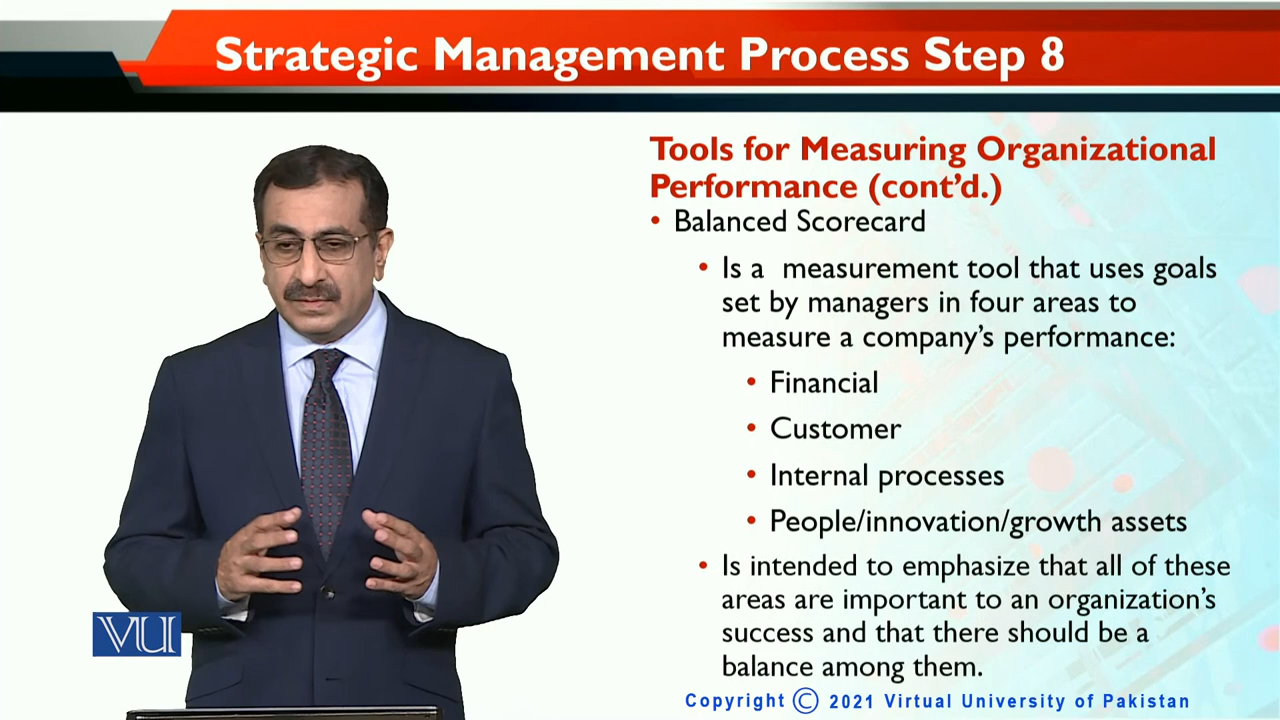 Strategic Management Process Step 8
Tools for Measuring Organizational
Performance (cont’d.)
• Balanced Scorecard
• Is a measurement tool that uses goals
set by managers in four areas to
measure a company’s performance:
• Financial
• Customer
• Internal processes
• People/innovation/growth assets
• Is intended to emphasize that all of these
areas are important to an organization’s
success and that there should be a
balance among them.
VU
Copyright © 2021 Virtual University of Pakistan